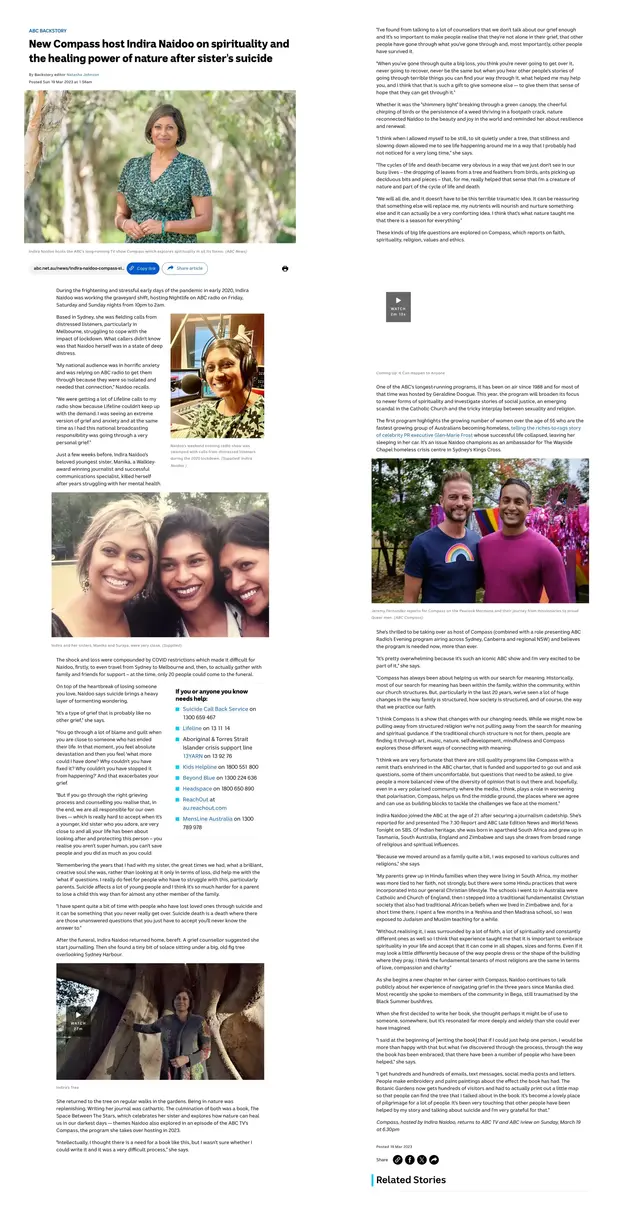 ABC BACKSTORY
New Compass host Indira Naidoo on spirituality and
the healing power of nature after sister's suicide
By Backstory editor Natasha Johnson
Posted Sun 19 Mar 2023 at 1:58am
Indira Naidoo hosts the ABC's long-running TV show Compass which explores spirituality in all its forms. (ABC News)
abc.net.au/news/indira-naidoo-compass-si...
Copy link
Share article
During the frightening and stressful early days of the pandemic in early 2020, Indira
Naidoo was working the graveyard shift, hosting Nightlife on ABC radio on Friday,
Saturday and Sunday nights from 10pm to 2am.
Based in Sydney, she was fielding calls from
distressed listeners, particularly in
Melbourne, struggling to cope with the
impact of lockdown. What callers didn't know
was that Naidoo herself was in a state of deep
distress.
"My national audience was in horrific anxiety
and was relying on ABC radio to get them
through because they were so isolated and
needed that connection," Naidoo recalls.
"We were getting a lot of Lifeline calls to my
radio show because Lifeline couldn't keep up
with the demand. I was seeing an extreme
version of grief and anxiety and at the same
time as I had this national broadcasting
responsibility was going through a very
personal grief."
Just a few weeks before, Indira Naidoo's
beloved youngest sister, Manika, a Walkley-
award winning journalist and successful
communications specialist, killed herself
after years struggling with her mental health.
Naidoo's weekend evening radio show was
swamped with calls from distressed listeners
during the 2020 lockdown. (Supplied: Indira
Naidoo)
Indira and her sisters, Manika and Suraya, were very close. (Supplied)
The shock and loss were compounded by COVID restrictions which made it difficult for
Naidoo, firstly, to even travel from Sydney to Melbourne and, then, to actually gather with
family and friends for support – at the time, only 20 people could come to the funeral.
On top of the heartbreak of losing someone
you love, Naidoo says suicide brings a heavy
layer of tormenting wondering.
"It's a type of grief that is probably like no
other grief," she says.
"You go through a lot of blame and guilt when
you are close to someone who has ended
their life. In that moment, you feel absolute
devastation and then you feel 'what more
could I have done? Why couldn't you have
fixed it? Why couldn't you have stopped it
from happening?' And that exacerbates your
grief.
"But if you go through the right grieving
process and counselling you realise that, in
the end, we are all responsible for our own
lives — which is really hard to accept when it's
a younger, kid sister who you adore, are very
close to and all your life has been about
looking after and protecting this person – you
realise you aren't super human, you can't save
people and you did as much as you could.
If you or anyone you know
needs help:
Suicide Call Back Service on
1300 659 467
Lifeline on 13 11 14
Aboriginal & Torres Strait
Islander crisis support line
13YARN on 13 92 76
Kids Helpline on 1800 551 800
Beyond Blue on 1300 224 636
Headspace on 1800 650 890
ReachOut at
au.reachout.com
MensLine Australia on 1300
789 978
"Remembering the years that I had with my sister, the great times we had, what a brilliant,
creative soul she was, rather than looking at it only in terms of loss, did help me with the
'what if' questions. I really do feel for people who have to struggle with this, particularly
parents. Suicide affects a lot of young people and I think it's so much harder for a parent
to lose a child this way than for almost any other member of the family.
"I have spent quite a bit of time with people who have lost loved ones through suicide and
it can be something that you never really get over. Suicide death is a death where there
are those unanswered questions that you just have to accept you'll never know the
answer to."
After the funeral, Indira Naidoo returned home, bereft. A grief counsellor suggested she
start journalling. Then she found a tiny bit of solace sitting under a big, old fig tree
overlooking Sydney Harbour.
WATCH
27m
Indira's Tree
She returned to the tree on regular walks in the gardens. Being in nature was
replenishing. Writing her journal was cathartic. The culmination of both was a book, The
Space Between The Stars, which celebrates her sister and explores how nature can heal
us in our darkest days — themes Naidoo also explored in an episode of the ABC TV's
Compass, the program she takes over hosting in 2023.
"Intellectually, I thought there is a need for a book like this, but I wasn't sure whether I
could write it and it was a very difficult process," she says.
"I've found from talking to a lot of counsellors that we don't talk about our grief enough
and it's so important to make people realise that they're not alone in their grief, that other
people have gone through what you've gone through and, most importantly, other people
have survived it.
"When you've gone through quite a big loss, you think you're never going to get over it,
never going to recover, never be the same but when you hear other people's stories of
going through terrible things you can find your way through it, what helped me may help
you, and I think that that is such a gift to give someone else — to give them that sense of
hope that they can get through it."
Whether it was the "shimmery light" breaking through a green canopy, the cheerful
chirping of birds or the persistence of a weed thriving in a footpath crack, nature
reconnected Naidoo to the beauty and joy in the world and reminded her about resilience
and renewal.
"I think when I allowed myself to be still, to sit quietly under a tree, that stillness and
slowing down allowed me to see life happening around me in a way that I probably had
not noticed for a very long time," she says.
"The cycles of life and death became very obvious in a way that we just don't see in our
busy lives – the dropping of leaves from a tree and feathers from birds, ants picking up
deciduous bits and pieces – that, for me, really helped that sense that I'm a creature of
nature and part of the cycle of life and death.
"We will all die, and it doesn't have to be this terrible traumatic idea. It can be reassuring
that something else will replace me, my nutrients will nourish and nurture something
else and it can actually be a very comforting idea. I think that's what nature taught me
that there is a season for everything."
These kinds of big life questions are explored on Compass, which reports on faith,
spirituality, religion, values and ethics.
WATCH
0m 15s
Coming Up: It Can Happen to Anyone
One of the ABC's longest-running programs, it has been on air since 1988 and for most of
that time was hosted by Geraldine Doogue. This year, the program will broaden its focus
to newer forms of spirituality and investigate stories of social justice, an emerging
scandal in the Catholic Church and the tricky interplay between sexuality and religion.
The first program highlights the growing number of women over the age of 55 who are the
fastest growing group of Australians becoming homeless, telling the riches-to-rags story
of celebrity PR executive Glen-Marie Frost whose successful life collapsed, leaving her
sleeping in her car. It's an issue Naidoo champions as an ambassador for The Wayside
Chapel homeless crisis centre in Sydney's Kings Cross.
Jeremy Fernandez reports for Compass on the Peacock Mormons and their journey from missionaries to proud
queer men. (ABC Compass)
She's thrilled to be taking over as host of Compass (combined with a role presenting ABC
Radio's Evening program airing across Sydney, Canberra and regional NSW) and believes
the program is needed now, more than ever.
"It's pretty overwhelming because it's such an iconic ABC show and I'm very excited to be
part of it," she says.
"Compass has always been about helping us with our search for meaning. Historically,
most of our search for meaning has been within the family, within the community, within
our church structures. But, particularly in the last 20 years, we've seen a lot of huge
changes in the way family is structured, how society is structured, and of course, the way
that we practice our faith.
"I think Compass is a show that changes with our changing needs. While we might now be
pulling away from structured religion we're not pulling away from the search for meaning
and spiritual guidance. If the traditional church structure is not for them, people are
finding it through art, music, nature, self-development, mindfulness and Compass
explores those different ways of connecting with meaning.
"I think we are very fortunate that there are still quality programs like Compass with a
remit that's enshrined in the ABC charter, that is funded and supported to go out and ask
questions, some of them uncomfortable, but questions that need to be asked, to give
people a more balanced view of the diversity of opinion that is out there and, hopefully,
even in a very polarised community where the media, I think, plays a role in worsening
that polarisation, Compass, helps us find the middle ground, the places where we agree
and can use as building blocks to tackle the challenges we face at the moment."
Indira Naidoo joined the ABC at the age of 21 after securing a journalism cadetship. She's
reported for and presented The 7.30 Report and ABC Late Edition News and World News
Tonight on SBS. Of Indian heritage, she was born in apartheid South Africa and grew up in
Tasmania, South Australia, England and Zimbabwe and says she draws from broad range
of religious and spiritual influences.
"Because we moved around as a family quite a bit, I was exposed to various cultures and
religions," she says.
"My parents grew up in Hindu families when they were living in South Africa, my mother
was more tied to her faith, not strongly, but there were some Hindu practices that were
incorporated into our general Christian lifestyle. The schools I went to in Australia were
Catholic and Church of England, then I stepped into a traditional fundamentalist Christian
society that also had traditional African beliefs when we lived in Zimbabwe and, for a
short time there, I spent a few months in a Yeshiva and then Madrasa school, so I was
exposed to Judaism and Muslim teaching for a while.
"Without realising it, I was surrounded by a lot of faith, a lot of spirituality and constantly
different ones as well so I think that experience taught me that it is important to embrace
spirituality in your life and accept that it can come in all shapes, sizes and forms. Even if it
may look a little differently because of the way people dress or the shape of the building
where they pray, I think the fundamental tenants of most religions are the same in terms
of love, compassion and charity."
As she begins a new chapter in her career with Compass, Naidoo continues to talk
publicly about her experience of navigating grief in the three years since Manika died.
Most recently she spoke to members of the community in Bega, still traumatised by the
Black Summer bushfires.
When she first decided to write her book, she thought perhaps it might be of use to
someone, somewhere, but it's resonated far more deeply and widely than she could ever
have imagined.
"I said at the beginning [writing the book] that if I could just help one person, I would be
more than happy with that but what I've discovered through the process, through the way
the book has been embraced, that there have been a number of people who have been
helped," she says.
"I get hundreds and hundreds of emails, text messages, social media posts and letters.
People make embroidery and paint paintings about the effect the book has had. The
Botanic Gardens now gets hundreds of visitors and had to actually print out a little map
so that people can find the tree that I talked about in the book. It's become a lovely place
of pilgrimage for a lot of people. It's been very touching that other people have been
helped by my story and talking about suicide and I'm very grateful for that."
Compass, hosted by Indira Naidoo, returns to ABC TV and ABC iview on Sunday, March 19
at 6.30pm
Posted 19 Mar 2023
Share
Related Stories